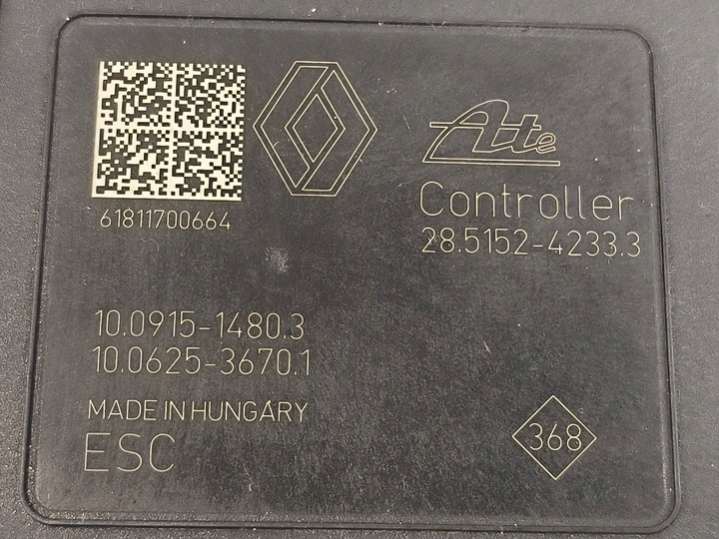 Ate
Controller
28.5152-4233.3
61811700664
10.0915-1480.3
10.0625-3670.1
MADE IN HUNGARY
ESC
368